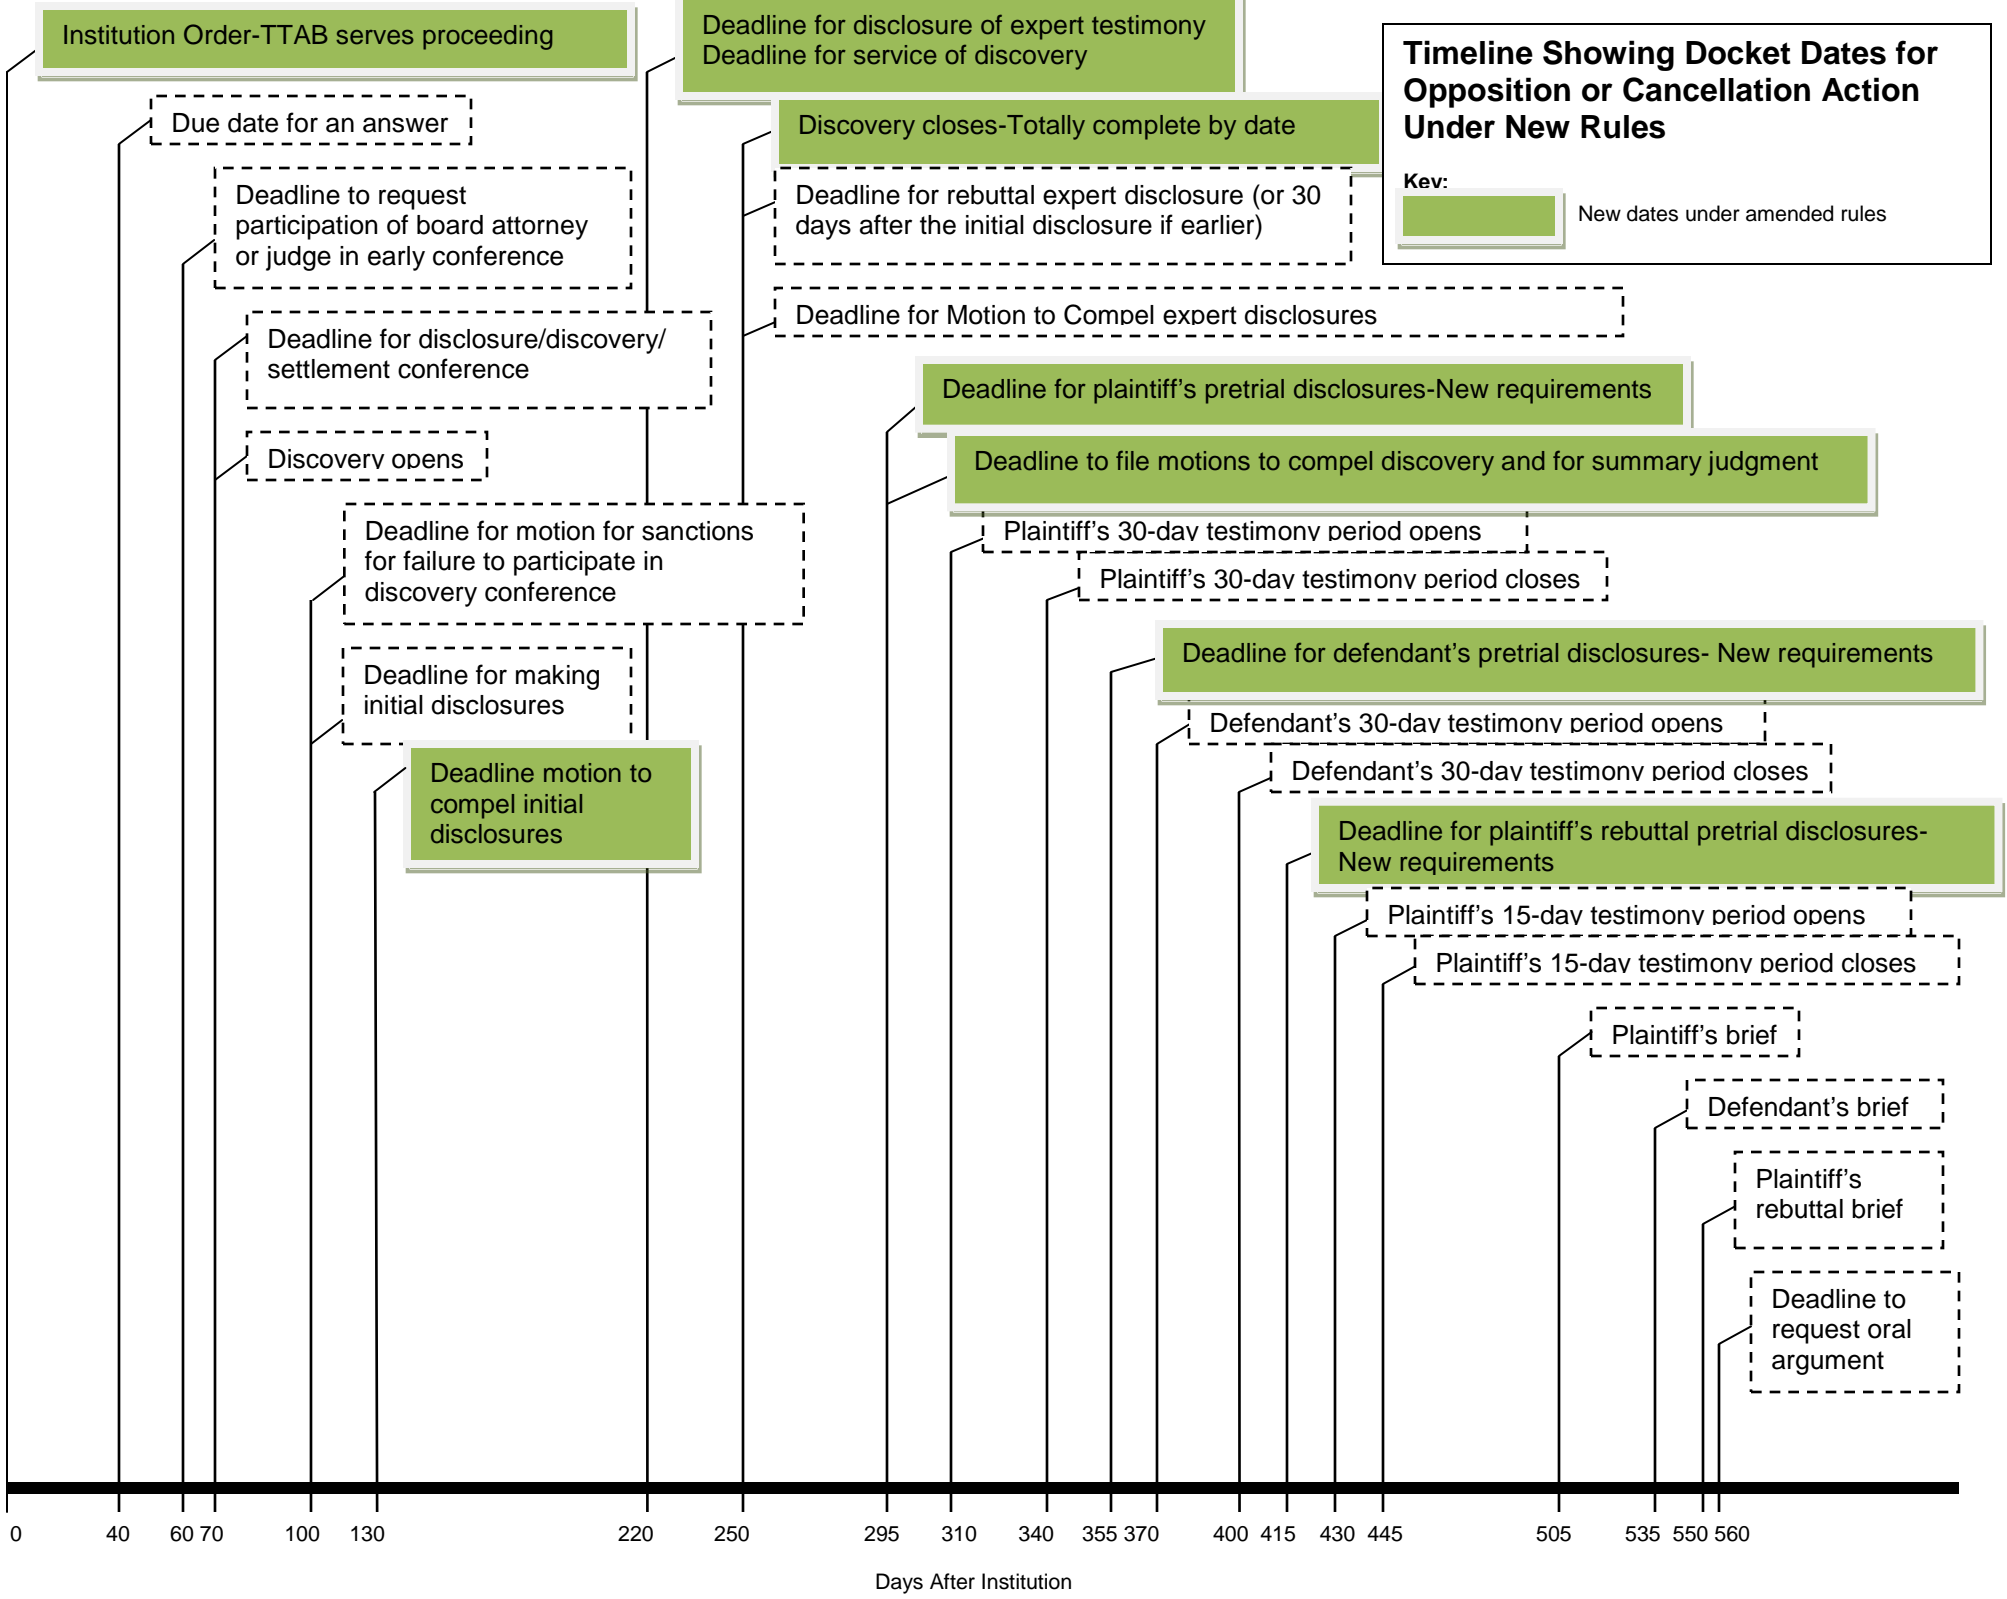 Institution Order-TTAB serves proceeding
Deadline for disclosure of expert testimony
Deadline for service of discovery
Timeline Showing Docket Dates for
Opposition or Cancellation Action
Under New Rules
Key:
New dates under amended rules
Due date for an answer
Discovery closes-Totally complete by date
Deadline to request
participation of board attorney
or judge in early conference
Deadline for rebuttal expert disclosure (or 30
days after the initial disclosure if earlier)
Deadline for Motion to Compel expert disclosures
Deadline for disclosure/discovery/
settlement conference
Deadline for plaintiff's pretrial disclosures-New requirements
Discovery opens
Deadline to file motions to compel discovery and for summary judgment
Deadline for motion for sanctions
for failure to participate in
discovery conference
Plaintiff's 30-day testimony period opens
Plaintiff's 30-day testimony period closes
Deadline for making
initial disclosures
Deadline for defendant's pretrial disclosures- New requirements
Defendant's 30-day testimony period opens
Deadline motion to
compel initial
disclosures
Defendant's 30-day testimony period closes
Deadline for plaintiff's rebuttal pretrial disclosures-
New requirements
Plaintiff's 15-day testimony period opens
Plaintiff's 15-day testimony period closes
Plaintiff's brief
Defendant's brief
Plaintiff's
rebuttal brief
Deadline to
request oral
argument
0 40 60 70 100 130 220 250 295 310 340 355 370 400 415 430 445 505 535 550 560
Days After Institution